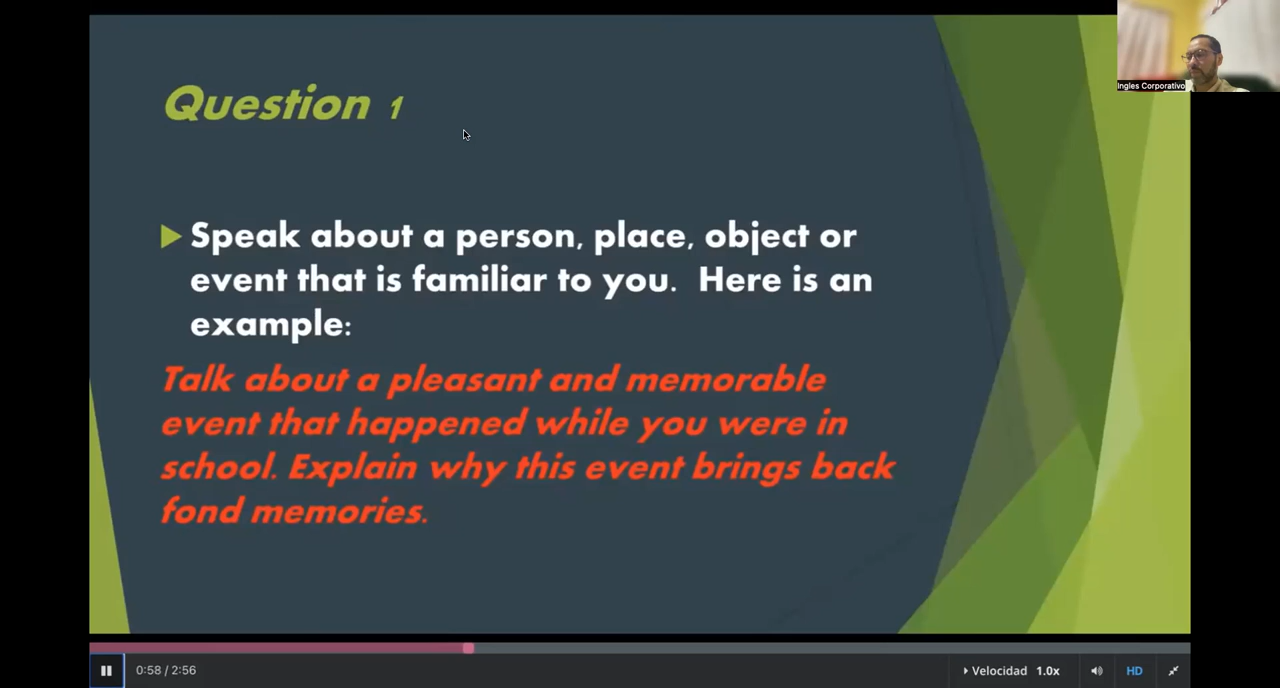 Question 1
Ingles Corporativo
Speak about a person, place, object or
event that is familiar to you. Here is an
example:
Talk about a pleasant and memorable
event that happened while you were in
school. Explain why this event brings back
fond memories.
0:58 / 2:56
Velocidad 1.0x
HD